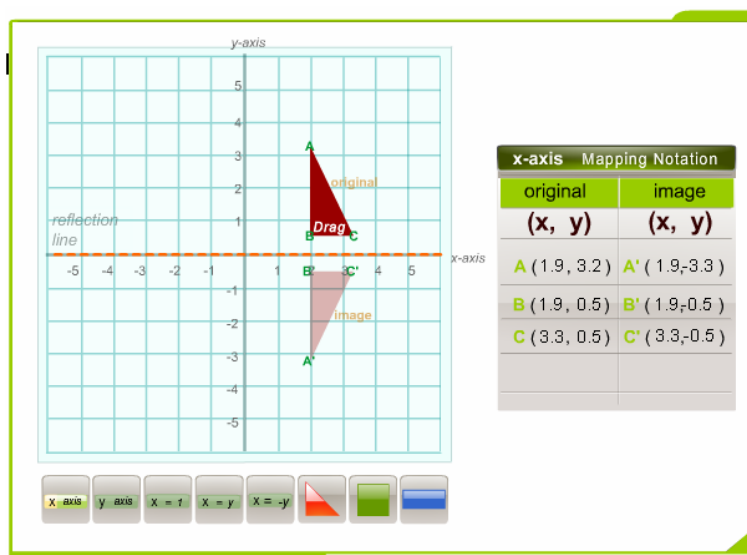 y-axis
5
4
3
2
1
-1
-2
-3
-4
-5
-5 -4 -3 -2 -1 1 2 3 4 5
x-axis
reflection
line
A
original
Drag
B C
B' C'
image
A'
x-axis Mapping Notation
original image
(x, y) (x, y)
A (1.9, 3.2) A' (1.9,-3.3)
B (1.9, 0.5) B' (1.9,-0.5)
C (3.3, 0.5) C' (3.3,-0.5)
x axis y axis x = 1 x = y x = -y